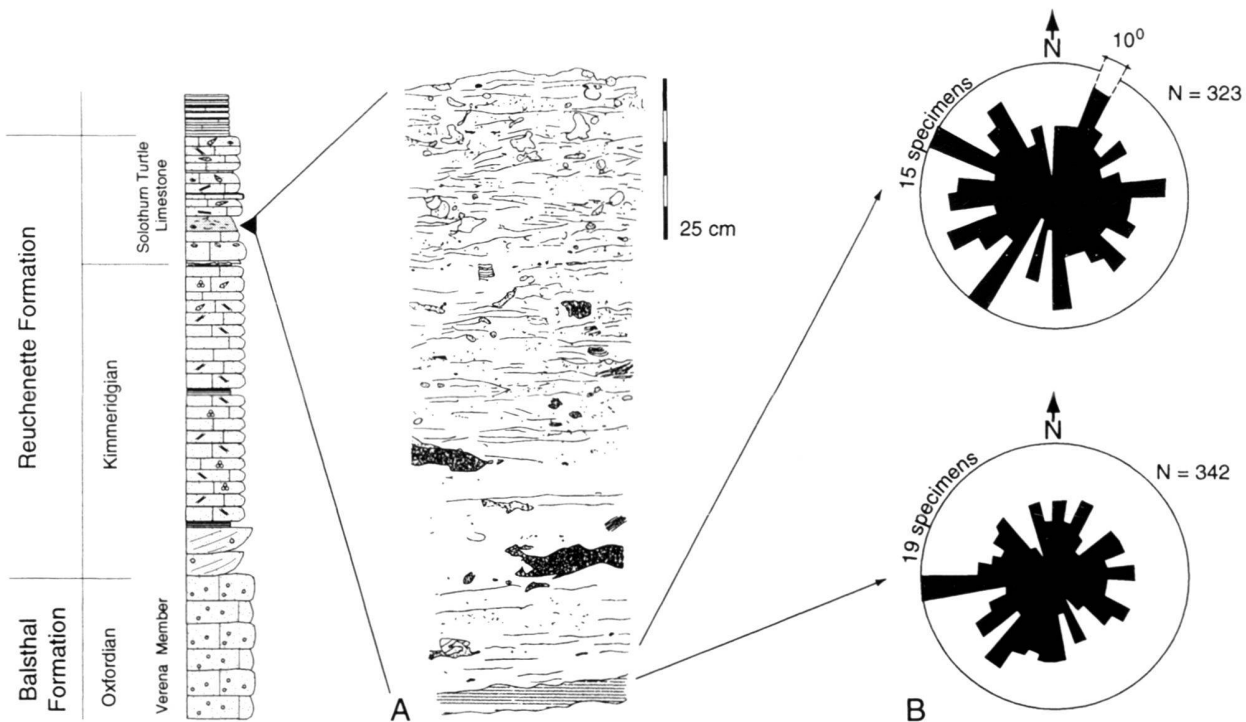 Reuchenette Formation
Balsthal
Formation
Kimmeridgian
Oxfordian
Solothurn Turtle
Limestone
Verena Member
25 cm
A
N
10⁰
N = 323
15 specimens
N
N = 342
19 specimens
B